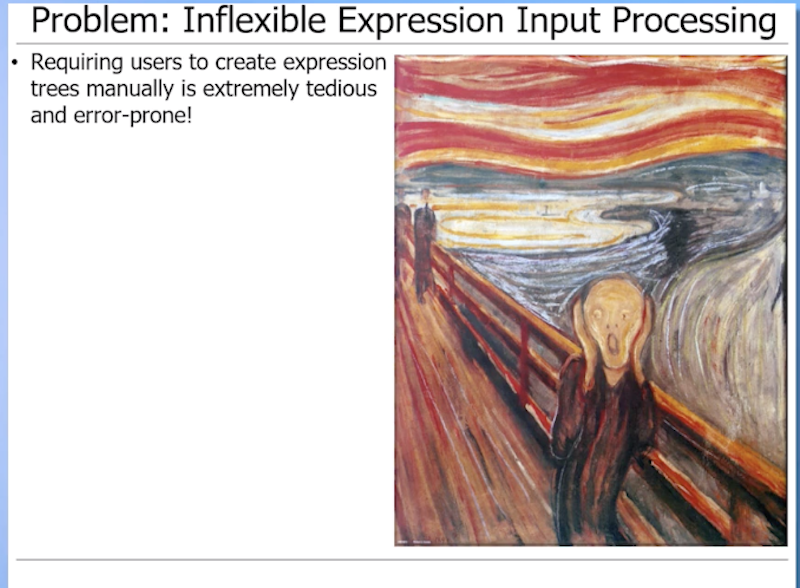 Problem: Inflexible Expression Input Processing
• Requiring users to create expression
trees manually is extremely tedious
and error-prone!